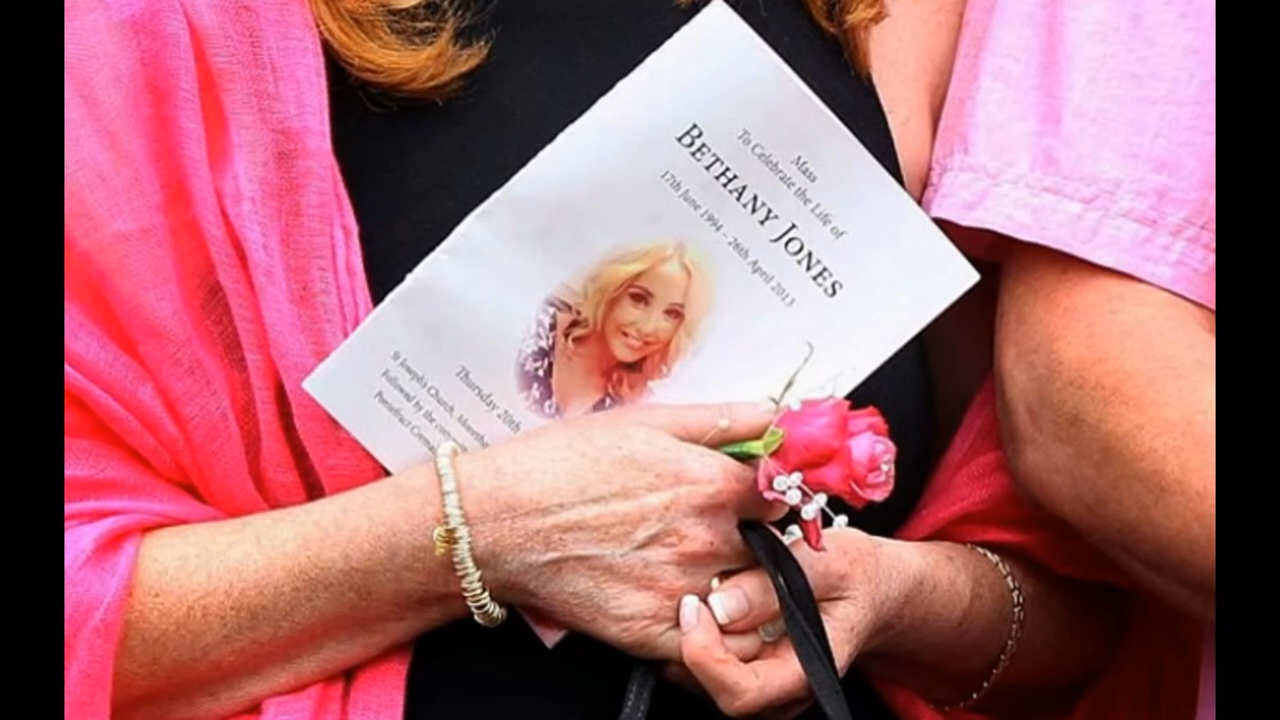 Mass
To Celebrate the Life of
BETHANY JONES
17th June 1994 – 26th April 2013
Thursday 20th
St Joseph's Church,
Followed by the
Pontefract